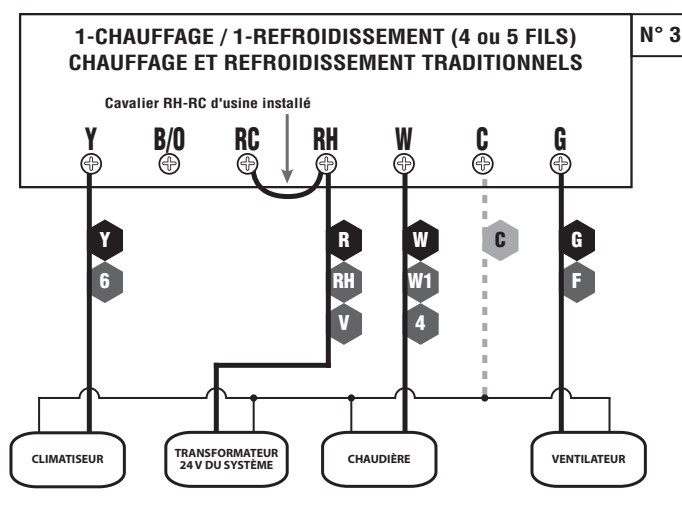 1-CHAUFFAGE / 1-REFROIDISSEMENT (4 ou 5 FILS)
N° 3
CHAUFFAGE ET REFROIDISSEMENT TRADITIONNELS
Cavalier RH-RC d'usine installé
Y B/O RC RH W C G
Y R W C G
6 RH W1 F
V 4
CLIMATISEUR
TRANSFORMATEUR
24 V DU SYSTÈME
CHAUDIÈRE
VENTILATEUR